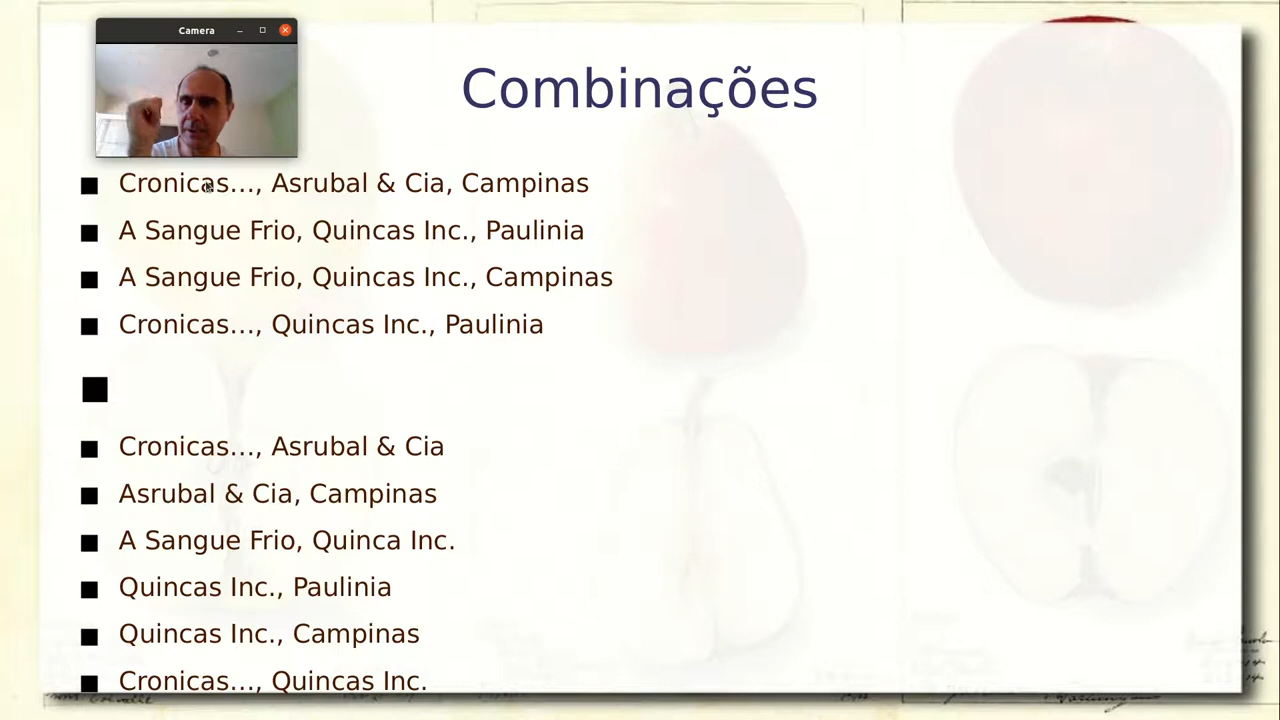 Camera
Combinações
Cronicas..., Asrubal & Cia, Campinas
A Sangue Frio, Quincas Inc., Paulinia
A Sangue Frio, Quincas Inc., Campinas
Cronicas..., Quincas Inc., Paulinia
Cronicas..., Asrubal & Cia
Asrubal & Cia, Campinas
A Sangue Frio, Quinca Inc.
Quincas Inc., Paulinia
Quincas Inc., Campinas
Cronicas..., Quincas Inc.